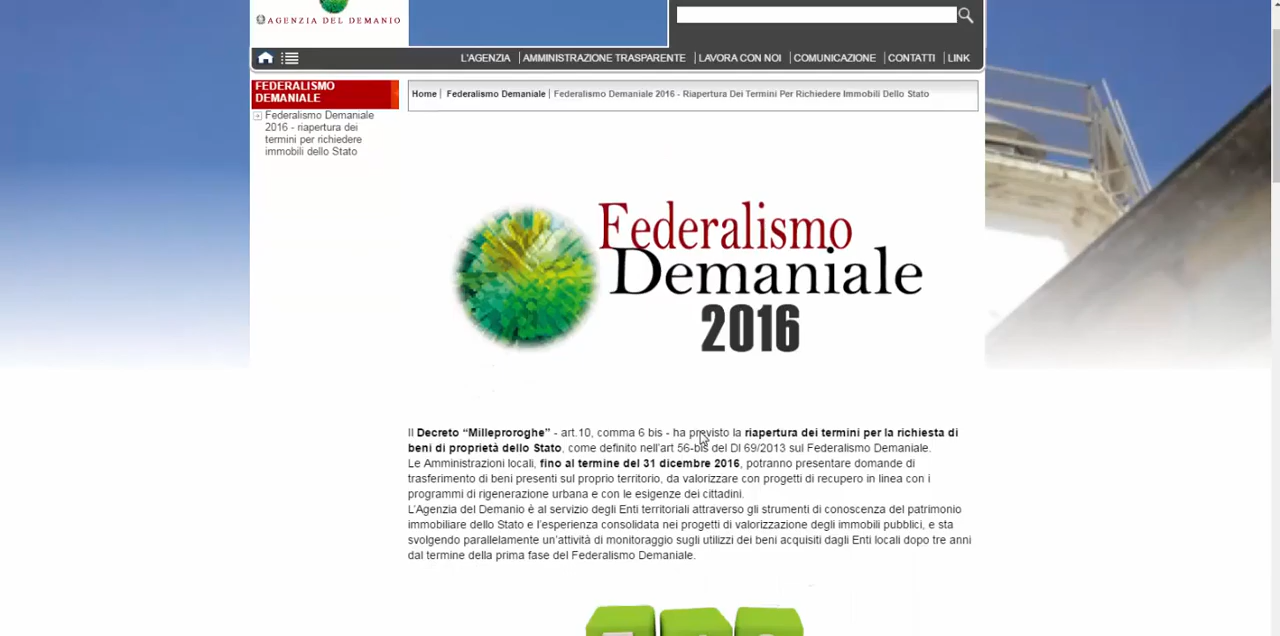 AGENZIA DEL DEMANIO
L'AGENZIA | AMMINISTRAZIONE TRASPARENTE | LAVORA CON NOI | COMUNICAZIONE | CONTATTI | LINK
FEDERALISMO
DEMANIALE
Federalismo Demaniale
2016 - riapertura dei
termini per richiedere
immobili dello Stato
Home | Federalismo Demaniale | Federalismo Demaniale 2016 - Riapertura Dei Termini Per Richiedere Immobili Dello Stato
Federalismo
Demaniale
2016
Il Decreto “Milleproroghe” - art.10, comma 6 bis - ha previsto la riapertura dei termini per la richiesta di
beni di proprietà dello Stato, come definito nell'art 56-bis del Dl 69/2013 sul Federalismo Demaniale.
Le Amministrazioni locali, fino al termine del 31 dicembre 2016, potranno presentare domande di
trasferimento di beni presenti sul proprio territorio, da valorizzare con progetti di recupero in linea con i
programmi di rigenerazione urbana e con le esigenze dei cittadini.
L'Agenzia del Demanio è al servizio degli Enti territoriali attraverso gli strumenti di conoscenza del patrimonio
immobiliare dello Stato e l'esperienza consolidata nei progetti di valorizzazione degli immobili pubblici, e sta
svolgendo parallelamente un'attività di monitoraggio sugli utilizzi dei beni acquisiti dagli Enti locali dopo tre anni
dal termine della prima fase del Federalismo Demaniale.